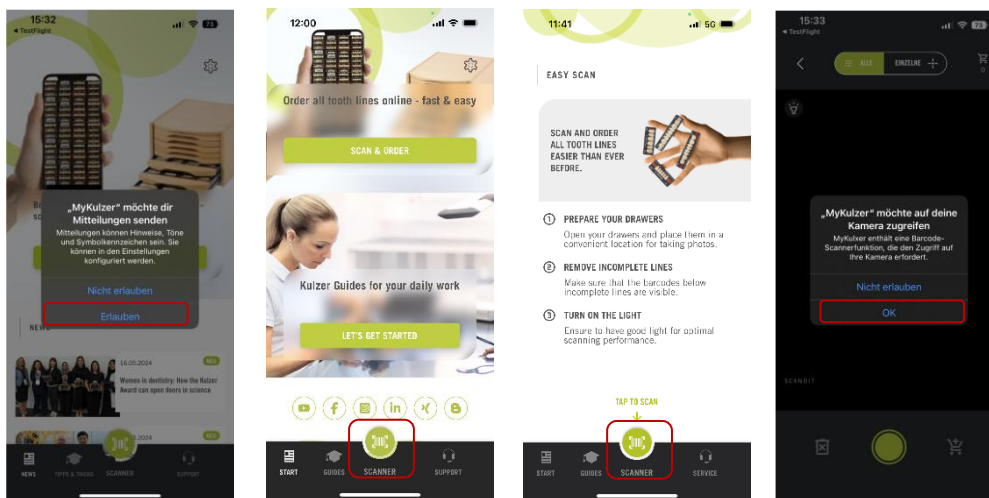 15:32
73
◄ TestFlight
„MyKulzer" möchte dir
Mitteilungen senden
Mitteilungen können Hinweise, Töne
und Symbolkennzeichen sein. Sie
können in den Einstellungen
konfiguriert werden.
Nicht erlauben
Erlauben
NEWS
16.09.2024
NEU
Women in dentistry: How the Kulzer
Award can open doors in science
.2024
NEWS
TIPPS & TRICKS
SCANNER
SUPPORT
12:00
Order all tooth lines online - fast & easy
SCAN & ORDER
Kulzer Guides for your daily work
LET'S GET STARTED
START
GUIDES
SCANNER
SUPPORT
11:41
5G
EASY SCAN
SCAN AND ORDER
ALL TOOTH LINES
EASIER THAN EVER
BEFORE.
1 PREPARE YOUR DRAWERS
Open your drawers and place them in a
convenient location for taking photos.
2 REMOVE INCOMPLETE LINES
Make sure that the barcodes below
incomplete lines are visible.
3 TURN ON THE LIGHT
Ensure to have good light for optimal
scanning performance.
TAP TO SCAN
START
GUIDES
SCANNER
SERVICE
15:33
73
◄ TestFlight
ALLE
EINZELNE
0
„MyKulzer" möchte auf deine
Kamera zugreifen
MyKulzer enthält eine Barcode-
Scannerfunktion, die den Zugriff auf
Ihre Kamera erfordert.
Nicht erlauben
OK
SCANDIT